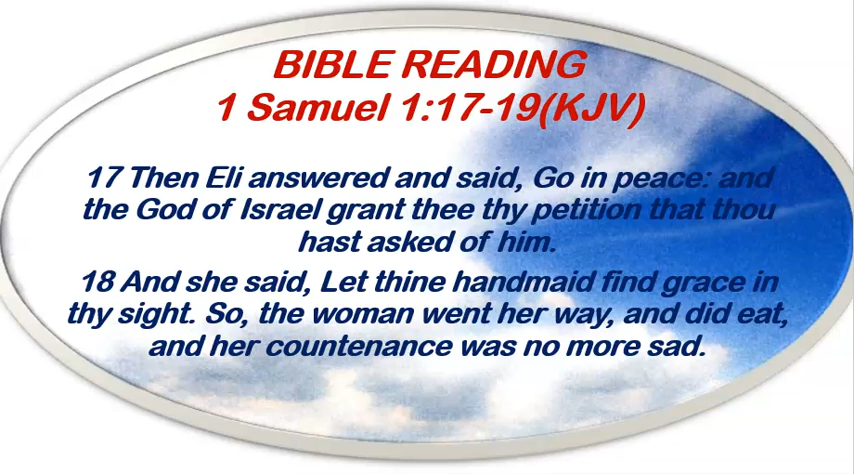 BIBLE READING
1 Samuel 1:17-19(KJV)
17 Then Eli answered and said, Go in peace: and
the God of Israel grant thee thy petition that thou
hast asked of him.
18 And she said, Let thine handmaid find grace in
thy sight. So, the woman went her way, and did eat,
and her countenance was no more sad.